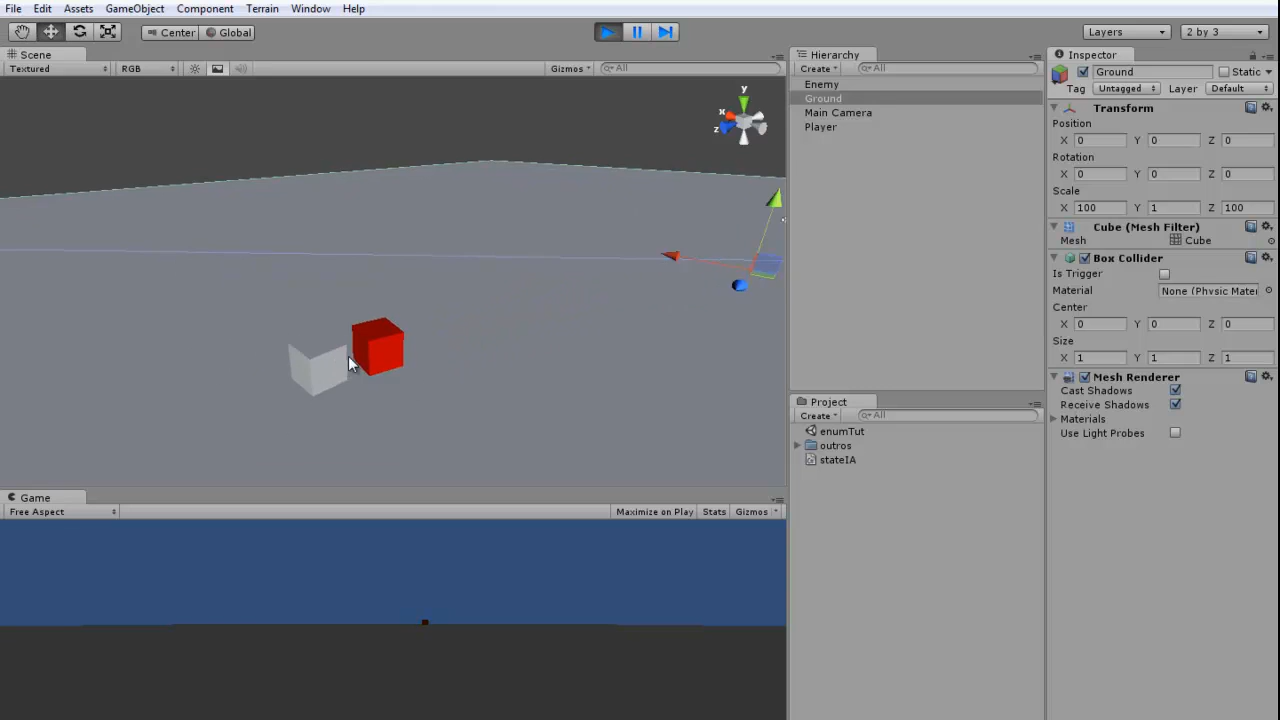 File Edit Assets GameObject Component Terrain Window Help
Center Global Layers 2 by 3
Scene
Textured RGB Gizmos All
y
x
z
Game
Free Aspect Maximize on Play Stats Gizmos
Hierarchy
Create All
Enemy
Ground
Main Camera
Player
Project
Create All
enumTut
outros
stateIA
Inspector
Ground Static
Tag Untagged Layer Default
Transform
Position
X 0 Y 0 Z 0
Rotation
X 0 Y 0 Z 0
Scale
X 100 Y 1 Z 100
Cube (Mesh Filter)
Mesh Cube
Box Collider
Is Trigger
Material None (Physic Mater
Center
X 0 Y 0 Z 0
Size
X 1 Y 1 Z 1
Mesh Renderer
Cast Shadows
Receive Shadows
Materials
Use Light Probes